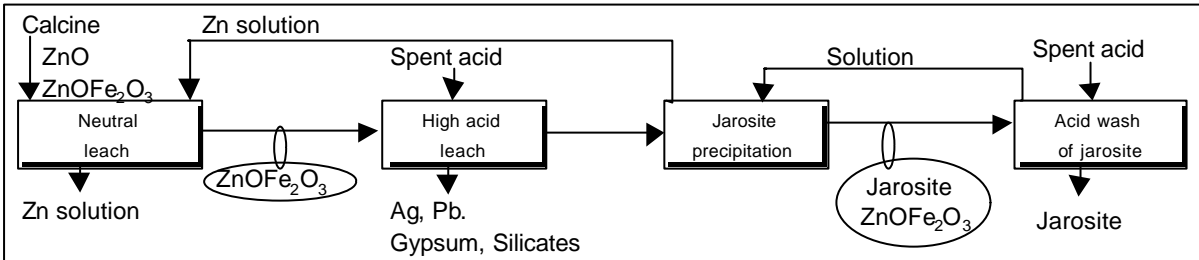 Calcine
ZnO
ZnOFe₂O₃
Zn solution
Spent acid
Solution
Spent acid
Neutral
leach
High acid
leach
Jarosite
precipitation
Acid wash
of jarosite
ZnOFe₂O₃
Jarosite
ZnOFe₂O₃
Zn solution
Ag, Pb.
Gypsum, Silicates
Jarosite